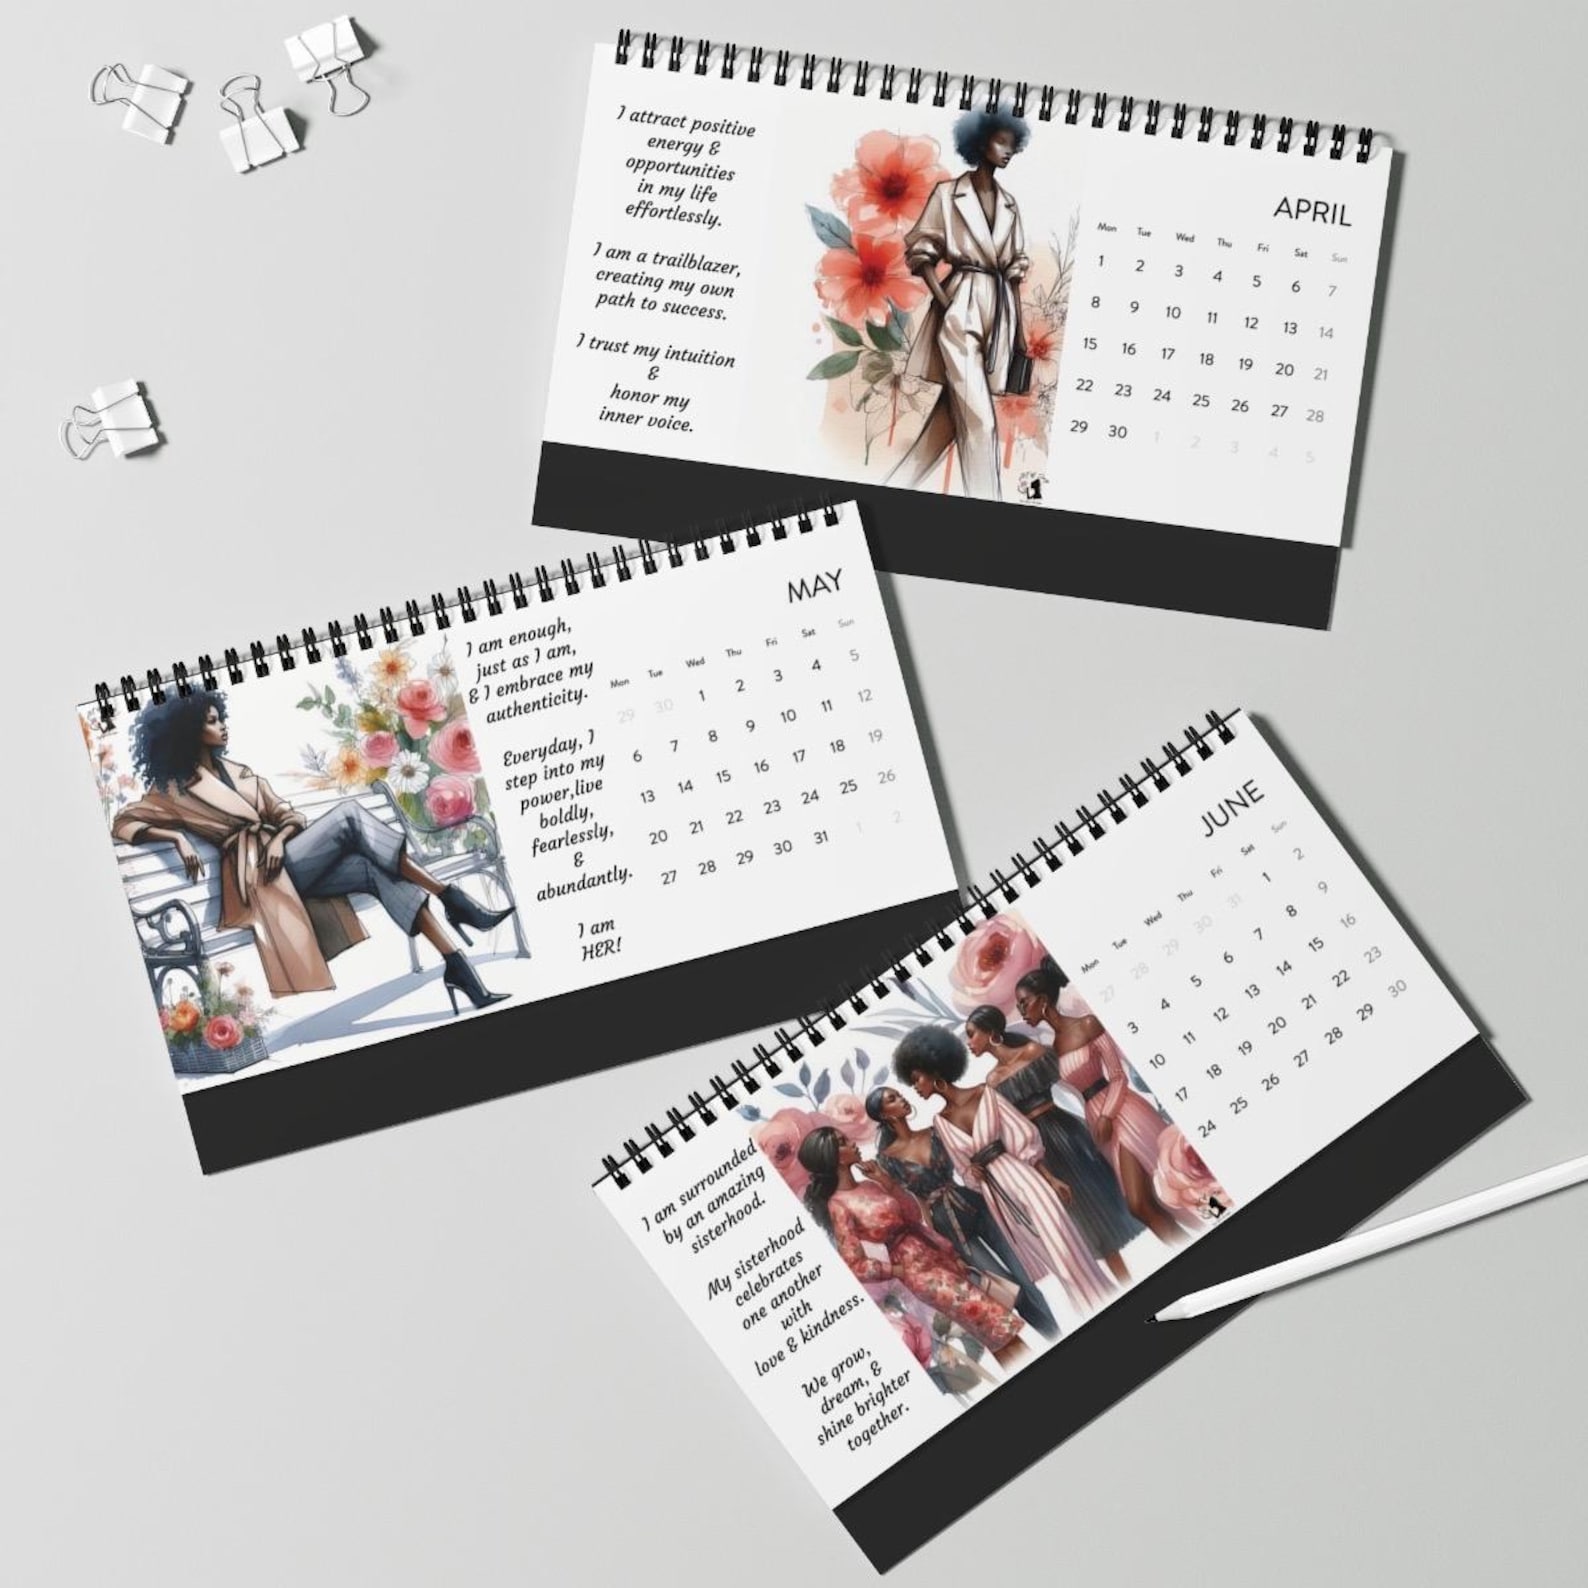 I attract positive
energy &
opportunities
in my life
effortlessly.
I am a trailblazer,
creating my own
path to success.
I trust my intuition
&
honor my
inner voice.
APRIL
Mon Tue Wed Thu Fri Sat Sun
1 2 3 4 5 6 7
8 9 10 11 12 13 14
15 16 17 18 19 20 21
22 23 24 25 26 27 28
29 30 1 2 3 4 5
I am enough,
just as I am,
& I embrace my
authenticity.
Everyday, I
step into my
power,live
boldly,
fearlessly,
&
abundantly.
I am
HER!
MAY
Mon Tue Wed Thu Fri Sat Sun
29 30 1 2 3 4 5
6 7 8 9 10 11 12
13 14 15 16 17 18 19
20 21 22 23 24 25 26
27 28 29 30 31 1 2
I am surrounded
by an amazing
sisterhood.
My sisterhood
celebrates
one another
with
love & kindness.
We grow,
dream, &
shine brighter
together.
JUNE
Mon Tue Wed Thu Fri Sat Sun
27 28 29 30 31 1 2
3 4 5 6 7 8 9
10 11 12 13 14 15 16
17 18 19 20 21 22 23
24 25 26 27 28 29 30